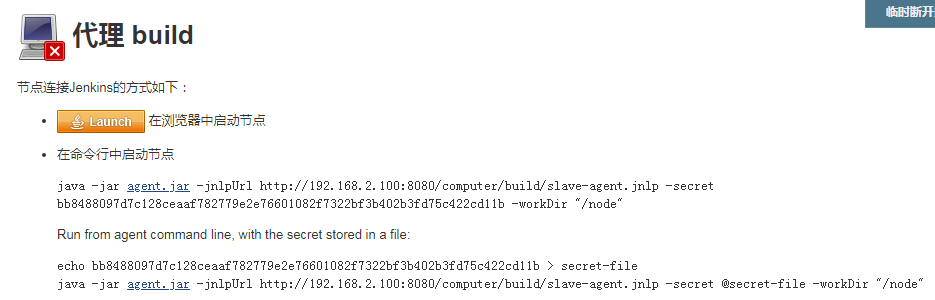 临时断开
代理 build
节点连接Jenkins的方式如下：
Launch 在浏览器中启动节点
在命令行中启动节点
java -jar agent.jar -jnlpUrl http://192.168.2.100:8080/computer/build/slave-agent.jnlp -secret
bb8488097d7c128ceaaf782779e2e76601082f7322bf3b402b3fd75c422cd11b -workDir "/node"
Run from agent command line, with the secret stored in a file:
echo bb8488097d7c128ceaaf782779e2e76601082f7322bf3b402b3fd75c422cd11b > secret-file
java -jar agent.jar -jnlpUrl http://192.168.2.100:8080/computer/build/slave-agent.jnlp -secret @secret-file -workDir "/node"